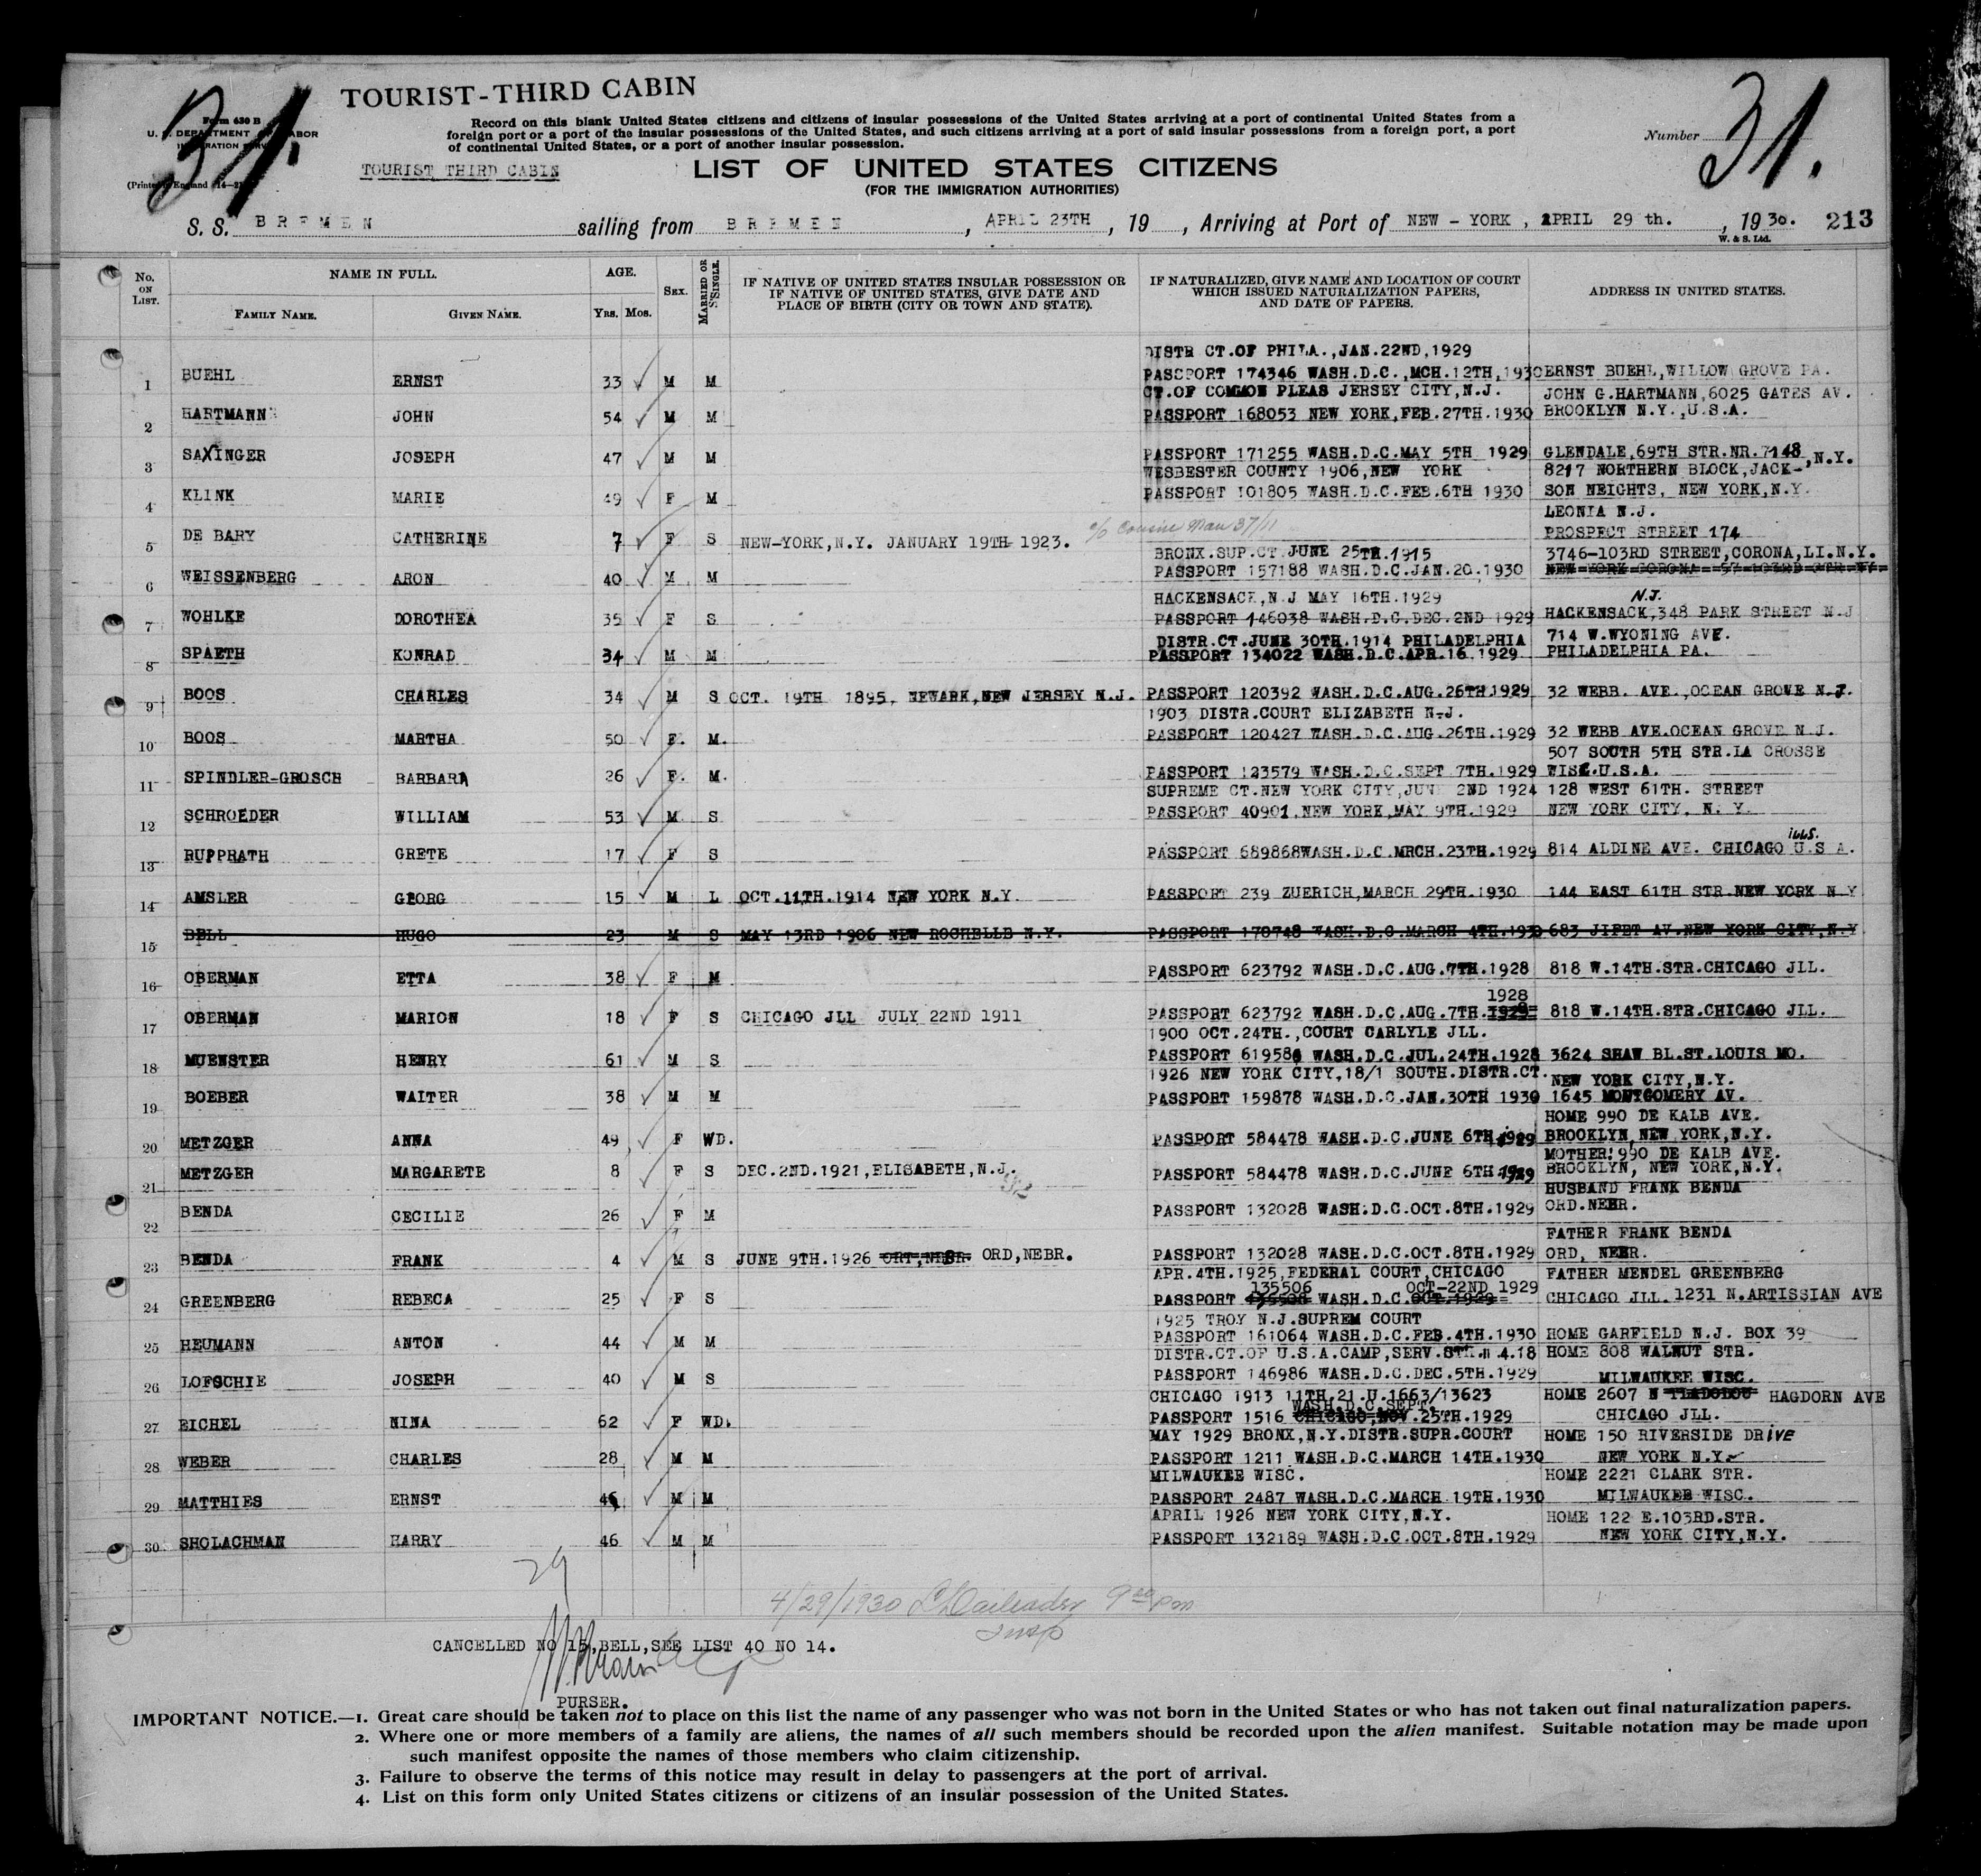 TOURIST-THIRD CABIN
31.
Form 630 B
U. S. DEPARTMENT OF LABOR
IMMIGRATION SERVICE
(Printed in England
Record on this blank United States citizens and citizens of insular possessions of the United States arriving at a port of continental United States from a
foreign port or a port of the insular possessions of the United States, and such citizens arriving at a port of said insular possessions from a foreign port, a port
of continental United States, or a port of another insular possession.
Number 31.
TOURIST THIRD CABIN
LIST OF UNITED STATES CITIZENS
(FOR THE IMMIGRATION AUTHORITIES)
S. S. BREMEN sailing from BREMEN, APRIL 23TH, 19 , Arriving at Port of NEW - YORK, APRIL 29 th., 1930. 213
W. & S. Ltd.
No. ON LIST. NAME IN FULL. FAMILY NAME. GIVEN NAME. AGE. Yrs. Mos. SEX. MARRIED OR SINGLE. IF NATIVE OF UNITED STATES INSULAR POSSESSION OR IF NATIVE OF UNITED STATES, GIVE DATE AND PLACE OF BIRTH (CITY OR TOWN AND STATE). IF NATURALIZED, GIVE NAME AND LOCATION OF COURT WHICH ISSUED NATURALIZATION PAPERS, AND DATE OF PAPERS. ADDRESS IN UNITED STATES.
DISTR CT.OF PHILA.,JAN.22ND,1929
1 BUEHL ERNST 33 M M PASSPORT 174346 WASH.D.C.,MCH.12TH,1930 ERNST BUEHL,WILLOW GROVE PA.
CT.OF COMMON PLEAS JERSEY CITY,N.J. JOHN G.HARTMANN,6025 GATES AV.
2 HARTMANN JOHN 54 M M PASSPORT 168053 NEW YORK,FEB.27TH.1930 BROOKLYN N.Y.,U.S.A.
3 SAXINGER JOSEPH 47 M M PASSPORT 171255 WASH.D.C.MAY 5TH 1929 GLENDALE,69TH STR.NR.7148,N.Y.
WESBESTER COUNTY 1906,NEW YORK 8217 NORTHERN BLOCK,JACK-
4 KLINK MARIE 49 F M PASSPORT 101805 WASH.D.C.FEB.6TH 1930 SON HEIGHTS, NEW YORK,N.Y.
LEONIA N.J.
c/o Cousin Man 37/11
5 DE BARY CATHERINE 7 F S NEW-YORK,N.Y. JANUARY 19TH 1923. PROSPECT STREET 174
BRONX.SUP.CT JUNE 25TH.1915 3746-103RD STREET,CORONA,LI.N.Y.
6 WEISSENBERG ARON 40 M M PASSPORT 157188 WASH.D.C.JAN.20.1930
HACKENSACK,N.J MAY 16TH.1929 N.J.
7 WOHLKE DOROTHEA 35 F S PASSPORT 146038 WASH.D.C.DEC.2ND 1929 HACKENSACK,348 PARK STREET N.J
DISTR.CT.JUNE 30TH.1914 PHILADELPHIA 714 W.WYONING AVE.
8 SPAETH KONRAD 34 M M PASSPORT 134022 WASH.D.C.APR.16.1929 PHILADELPHIA PA.
9 BOOS CHARLES 34 M S OCT. 19TH 1895, NEWARK,NEW JERSEY N.J. PASSPORT 120392 WASH.D.C.AUG.26TH.1929 32 WEBB. AVE.,OCEAN GROVE N.J.
1903 DISTR.COURT ELIZABETH N.J.
10 BOOS MARTHA 50 F. M. PASSPORT 120427 WASH.D.C.AUG.26TH.1929 32 WEBB AVE.OCEAN GROVE N.J.
507 SOUTH 5TH STR.LA CROSSE
11 SPINDLER-GROSCH BARBARA 26 F. M. PASSPORT 123579 WASH.D.C.SEPT 7TH.1929 WISC.U.S.A.
SUPREME CT.NEW YORK CITY,JUNE 2ND 1924 128 WEST 61TH. STREET
12 SCHROEDER WILLIAM 53 M S PASSPORT 40901.NEW YORK,MAY 9TH.1929 NEW YORK CITY, N. Y.
ills.
13 RUPPRATH GRETE 17 F S PASSPORT 689868WASH.D.C.MRCH.23TH.1929 814 ALDINE AVE. CHICAGO U.S A.
14 AMSLER GEORG 15 M L OCT.11TH.1914 NEW YORK N.Y. PASSPORT 239 ZUERICH,MARCH 29TH.1930 144 EAST 61TH STR.NEW YORK N.Y
15 BELL HUGO 23 M S MAY 13RD 1906 NEW ROCHELLE N.Y. PASSPORT 170748 WASH.D.C.MARCH 4TH.1930 683 JIFET AV.NEW YORK CITY,N.Y
16 OBERMAN ETTA 38 F M PASSPORT 623792 WASH.D.C.AUG.7TH.1928 818 W.14TH.STR.CHICAGO JLL.
1928
17 OBERMAN MARION 18 F S CHICAGO JLL JULY 22ND 1911 PASSPORT 623792 WASH.D.C.AUG.7TH.1929 818 W.14TH.STR.CHICAGO JLL.
1900 OCT.24TH.,COURT CARLYLE JLL.
18 MUENSTER HENRY 61 M S PASSPORT 619586 WASH.D.C.JUL.24TH.1928 3624 SHAW BL.ST.LOUIS MO.
1926 NEW YORK CITY,18/1 SOUTH.DISTR.CT. NEW YORK CITY,N.Y.
19 BOEBER WALTER 38 M M PASSPORT 159878 WASH.D.C.JAN.30TH 1930 1645 MONTGOMERY AV.
HOME 990 DE KALB AVE.
20 METZGER ANNA 49 F WD. PASSPORT 584478 WASH.D.C.JUNE 6TH.1929 BROOKLYN,NEW YORK,N.Y.
MOTHER:990 DE KALB AVE.
21 METZGER MARGARETE 8 F S DEC.2ND.1921,ELISABETH,N.J. PASSPORT 584478 WASH.D.C.JUNE 6TH.1929 BROOKLYN, NEW YORK,N.Y.
HUSBAND FRANK BENDA
22 BENDA CECILIE 26 F M PASSPORT 132028 WASH.D.C.OCT.8TH.1929 ORD.NEBR.
FATHER FRANK BENDA
23 BENDA FRANK 4 M S JUNE 9TH.1926 ORT,NEBR. ORD,NEBR. PASSPORT 132028 WASH.D.C.OCT.8TH.1929 ORD, NEBR.
APR.4TH.1925,FEDERAL COURT,CHICAGO FATHER MENDEL GREENBERG
135506 OCT-22ND 1929
24 GREENBERG REBECA 25 F S PASSPORT WASH.D.C.OCT.1929 CHICAGO JLL. 1231 N.ARTISSIAN AVE
1925 TROY N.J.SUPREM COURT
25 HEUMANN ANTON 44 M M PASSPORT 161064 WASH.D.C.FEB.4TH.1930 HOME GARFIELD N.J. BOX 39
DISTR.CT.OF U.S.A.CAMP,SERV. 4.18 HOME 808 WALNUT STR.
26 LOFSCHIE JOSEPH 40 M S PASSPORT 146986 WASH.D.C.DEC.5TH.1929 MILWAUKEE WISC.
CHICAGO 1913 11TH.21.U.1663/13623 HOME 2607 N HAGDORN AVE
WASH.D.C.SEPT.
27 EICHEL NINA 62 F WD. PASSPORT 1516 CHICAGO,NOV.25TH.1929 CHICAGO JLL.
MAY 1929 BRONX,N.Y.DISTR.SUPR.COURT HOME 150 RIVERSIDE DRIVE
28 WEBER CHARLES 28 M M PASSPORT 1211 WASH.D.C.MARCH 14TH.1930 NEW YORK N.Y.
MILWAUKEE WISC. HOME 2221 CLARK STR.
29 MATTHIES ERNST 46 M M PASSPORT 2487 WASH.D.C.MARCH 19TH.1930 MILWAUKEE WISC.
APRIL 1926 NEW YORK CITY,N.Y. HOME 122 E.103RD.STR.
30 SHOLACHMAN HARRY 46 M M PASSPORT 132189 WASH.D.C.OCT.8TH.1929 NEW YORK CITY,N.Y.
29
4/29/1930 9 00 pm
Insp
CANCELLED NO 15,BELL,SEE LIST 40 NO 14.
PURSER.
IMPORTANT NOTICE.—1. Great care should be taken not to place on this list the name of any passenger who was not born in the United States or who has not taken out final naturalization papers.
2. Where one or more members of a family are aliens, the names of all such members should be recorded upon the alien manifest. Suitable notation may be made upon
such manifest opposite the names of those members who claim citizenship.
3. Failure to observe the terms of this notice may result in delay to passengers at the port of arrival.
4. List on this form only United States citizens or citizens of an insular possession of the United States.